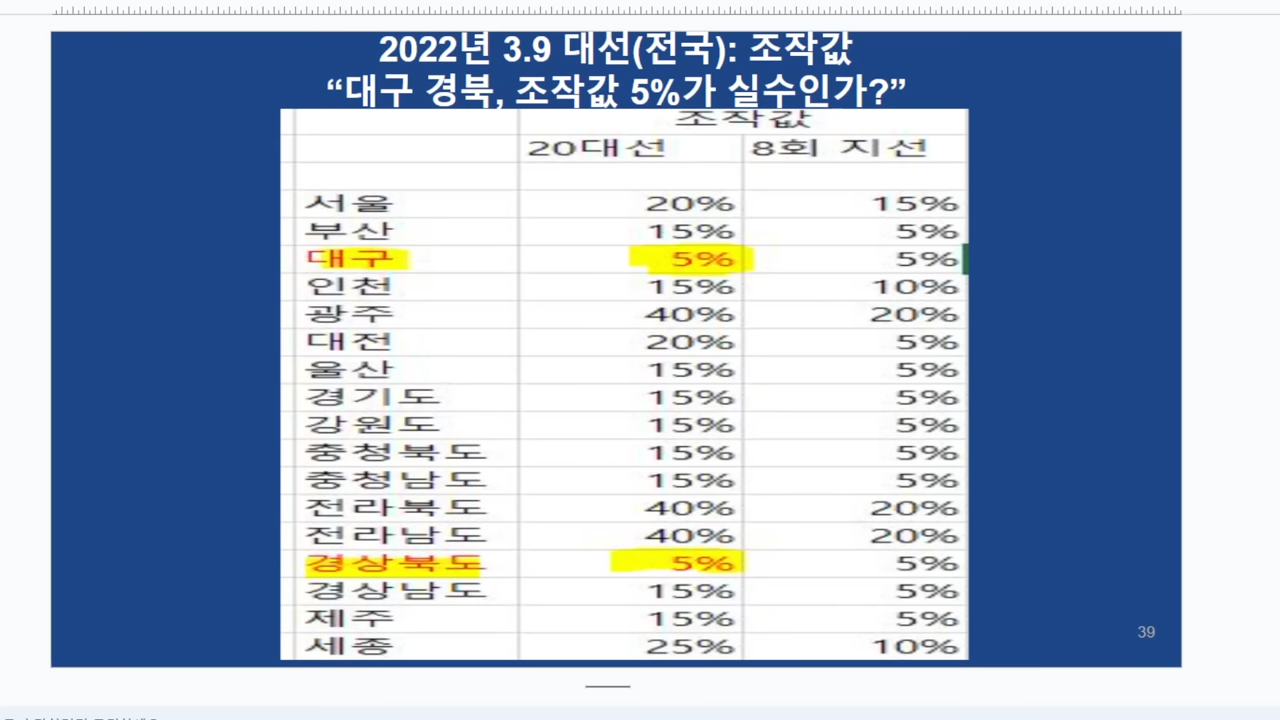 2022년 3.9 대선(전국): 조작값
“대구 경북, 조작값 5%가 실수인가?”
조작값
20대선 8회 지선
서울 20% 15%
부산 15% 5%
대구 5% 5%
인천 15% 10%
광주 40% 20%
대전 20% 5%
울산 15% 5%
경기도 15% 5%
강원도 15% 5%
충청북도 15% 5%
충청남도 15% 5%
전라북도 40% 20%
전라남도 40% 20%
경상북도 5% 5%
경상남도 15% 5%
제주 15% 5%
세종 25% 10%
39